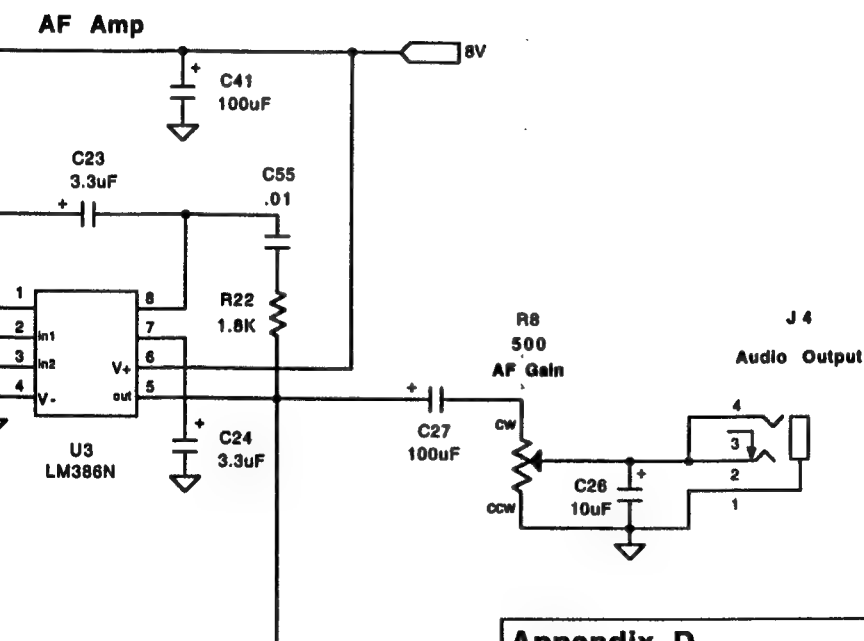 AF Amp
8V
+
C41
100uF
C23
3.3uF
+
C55
.01
1
8
R22
1.8K
2
In1
7
3
In2
V+
6
4
V-
out
5
U3
LM386N
+
C24
3.3uF
R8
500
AF Gain
+
C27
100uF
CW
CCW
J4
Audio Output
4
3
2
1
+
C26
10uF
Appendix D